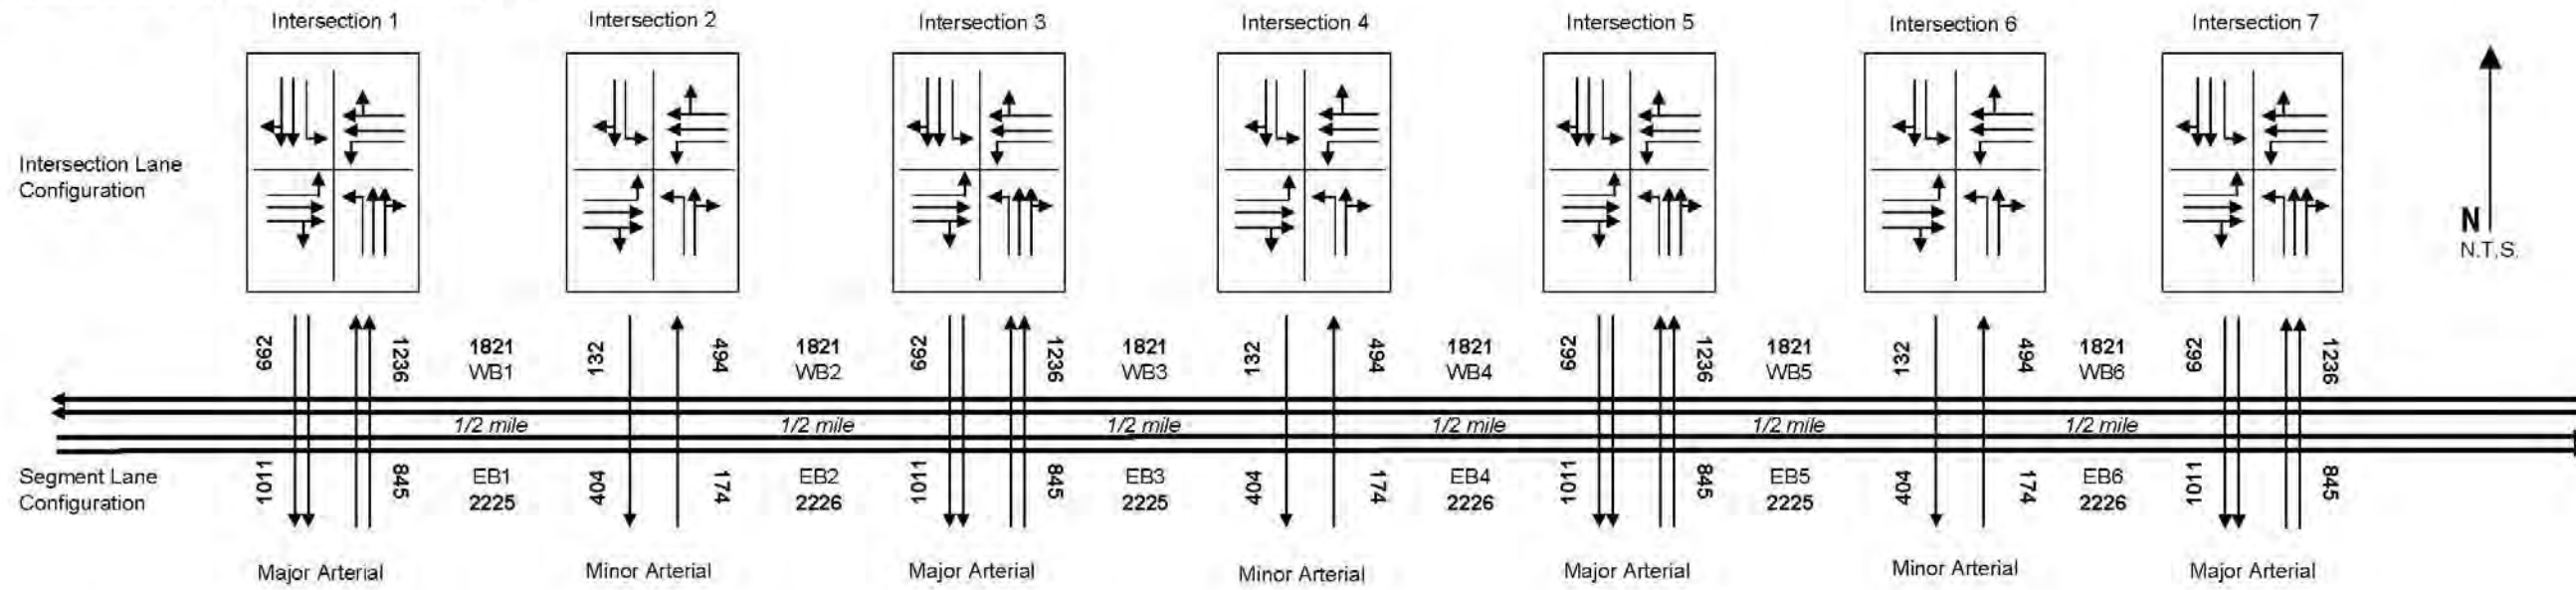 Intersection 1
Intersection 2
Intersection 3
Intersection 4
Intersection 5
Intersection 6
Intersection 7
Intersection Lane
Configuration
N
N.T.S.
692
1236
1821
WB1
132
494
1821
WB2
692
1236
1821
WB3
132
494
1821
WB4
692
1236
1821
WB5
132
494
1821
WB6
692
1236
1/2 mile
1/2 mile
1/2 mile
1/2 mile
1/2 mile
1/2 mile
Segment Lane
Configuration
1011
845
EB1
2225
404
174
EB2
2226
1011
845
EB3
2225
404
174
EB4
2226
1011
845
EB5
2225
404
174
EB6
2226
1011
845
Major Arterial
Minor Arterial
Major Arterial
Minor Arterial
Major Arterial
Minor Arterial
Major Arterial